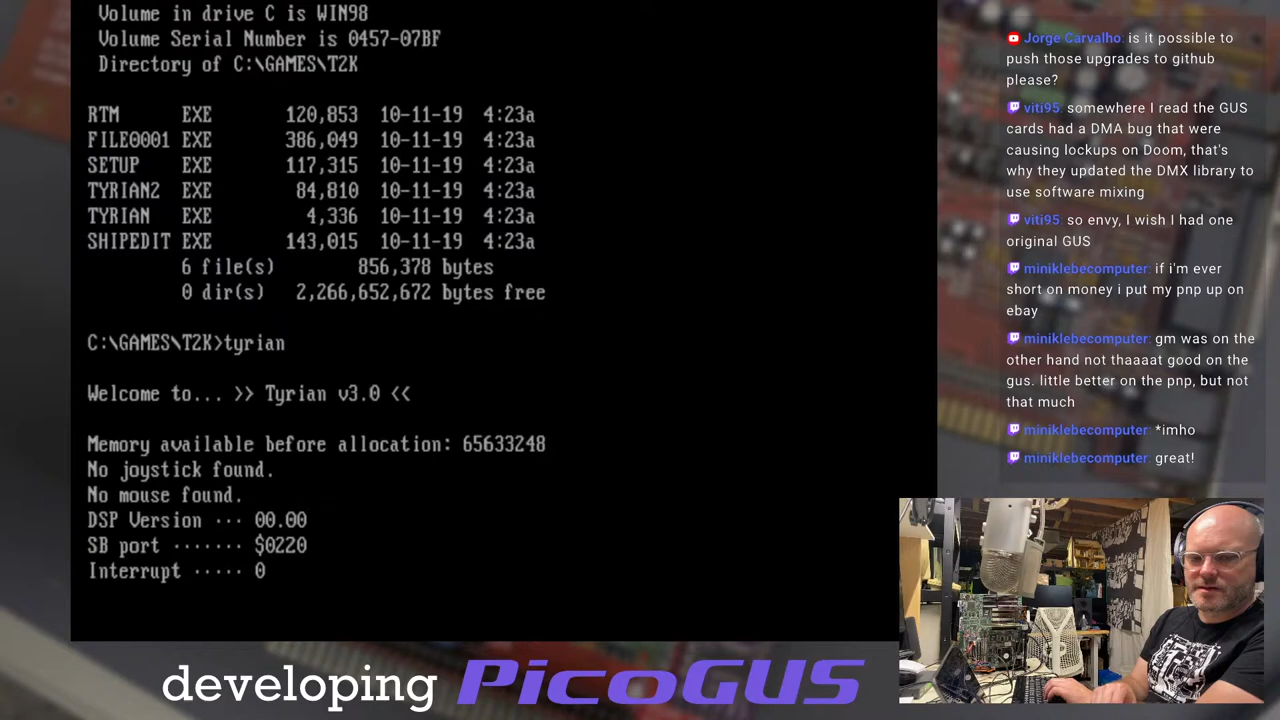 Volume in drive C is WIN98
Volume Serial Number is 0457-07BF
Directory of C:\GAMES\T2K
RTM EXE 120,853 10-11-19 4:23a
FILE0001 EXE 386,049 10-11-19 4:23a
SETUP EXE 117,315 10-11-19 4:23a
TYRIAN2 EXE 84,810 10-11-19 4:23a
TYRIAN EXE 4,336 10-11-19 4:23a
SHIPEDIT EXE 143,015 10-11-19 4:23a
6 file(s) 856,378 bytes
0 dir(s) 2,266,652,672 bytes free
C:\GAMES\T2K>tyrian
Welcome to... >> Tyrian v3.0 <<
Memory available before allocation: 65633248
No joystick found.
No mouse found.
DSP Version ··· 00.00
SB port ······· $0220
Interrupt ····· 0
Jorge Carvalho: is it possible to
push those upgrades to github
please?
viti95: somewhere I read the GUS
cards had a DMA bug that were
causing lockups on Doom, that's
why they updated the DMX library to
use software mixing
viti95: so envy, I wish I had one
original GUS
miniklebecomputer: if i'm ever
short on money i put my pnp up on
ebay
miniklebecomputer: gm was on the
other hand not thaaaat good on the
gus. little better on the pnp, but not
that much
miniklebecomputer: *imho
miniklebecomputer: great!
developing PicoGUS